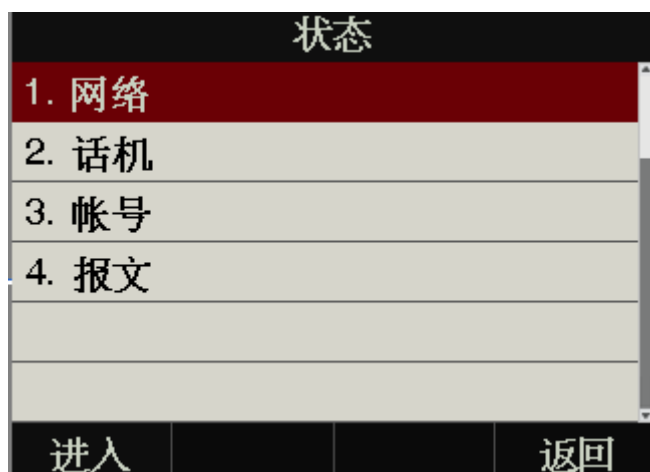 状态
1. 网络
2. 话机
3. 帐号
4. 报文
进入 返回